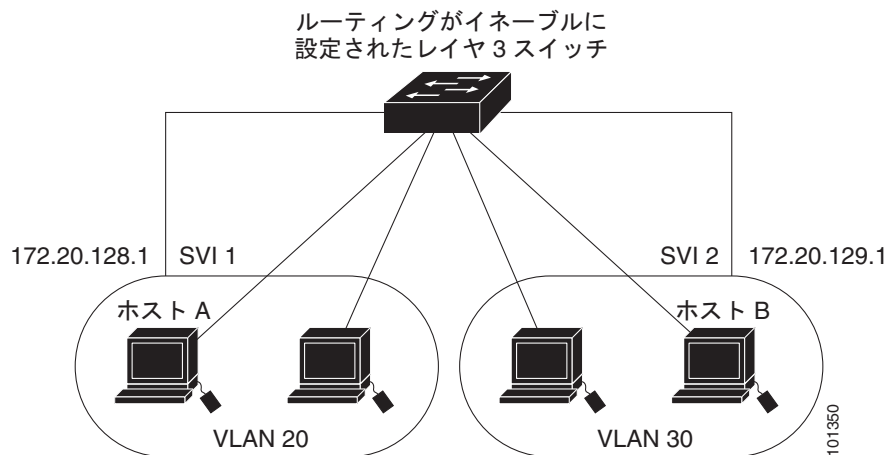 ルーティングがイネーブルに
設定されたレイヤ 3 スイッチ
172.20.128.1 SVI 1
SVI 2 172.20.129.1
ホスト A
ホスト B
VLAN 20
VLAN 30
101350